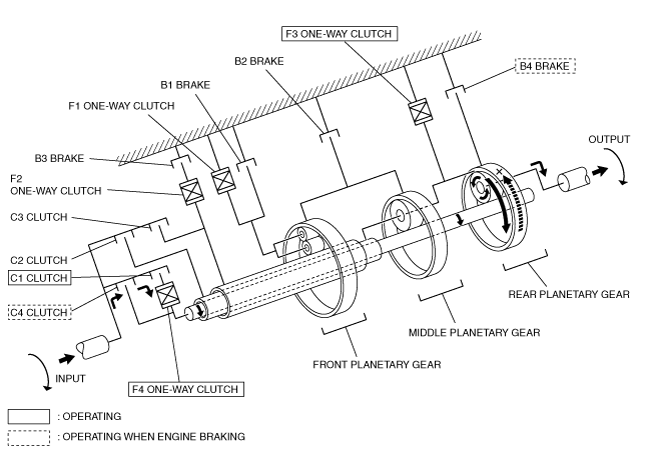 F3 ONE-WAY CLUTCH
B2 BRAKE
B4 BRAKE
B1 BRAKE
F1 ONE-WAY CLUTCH
OUTPUT
B3 BRAKE
F2
ONE-WAY CLUTCH
C3 CLUTCH
C2 CLUTCH
C1 CLUTCH
C4 CLUTCH
REAR PLANETARY GEAR
MIDDLE PLANETARY GEAR
FRONT PLANETARY GEAR
INPUT
F4 ONE-WAY CLUTCH
: OPERATING
: OPERATING WHEN ENGINE BRAKING